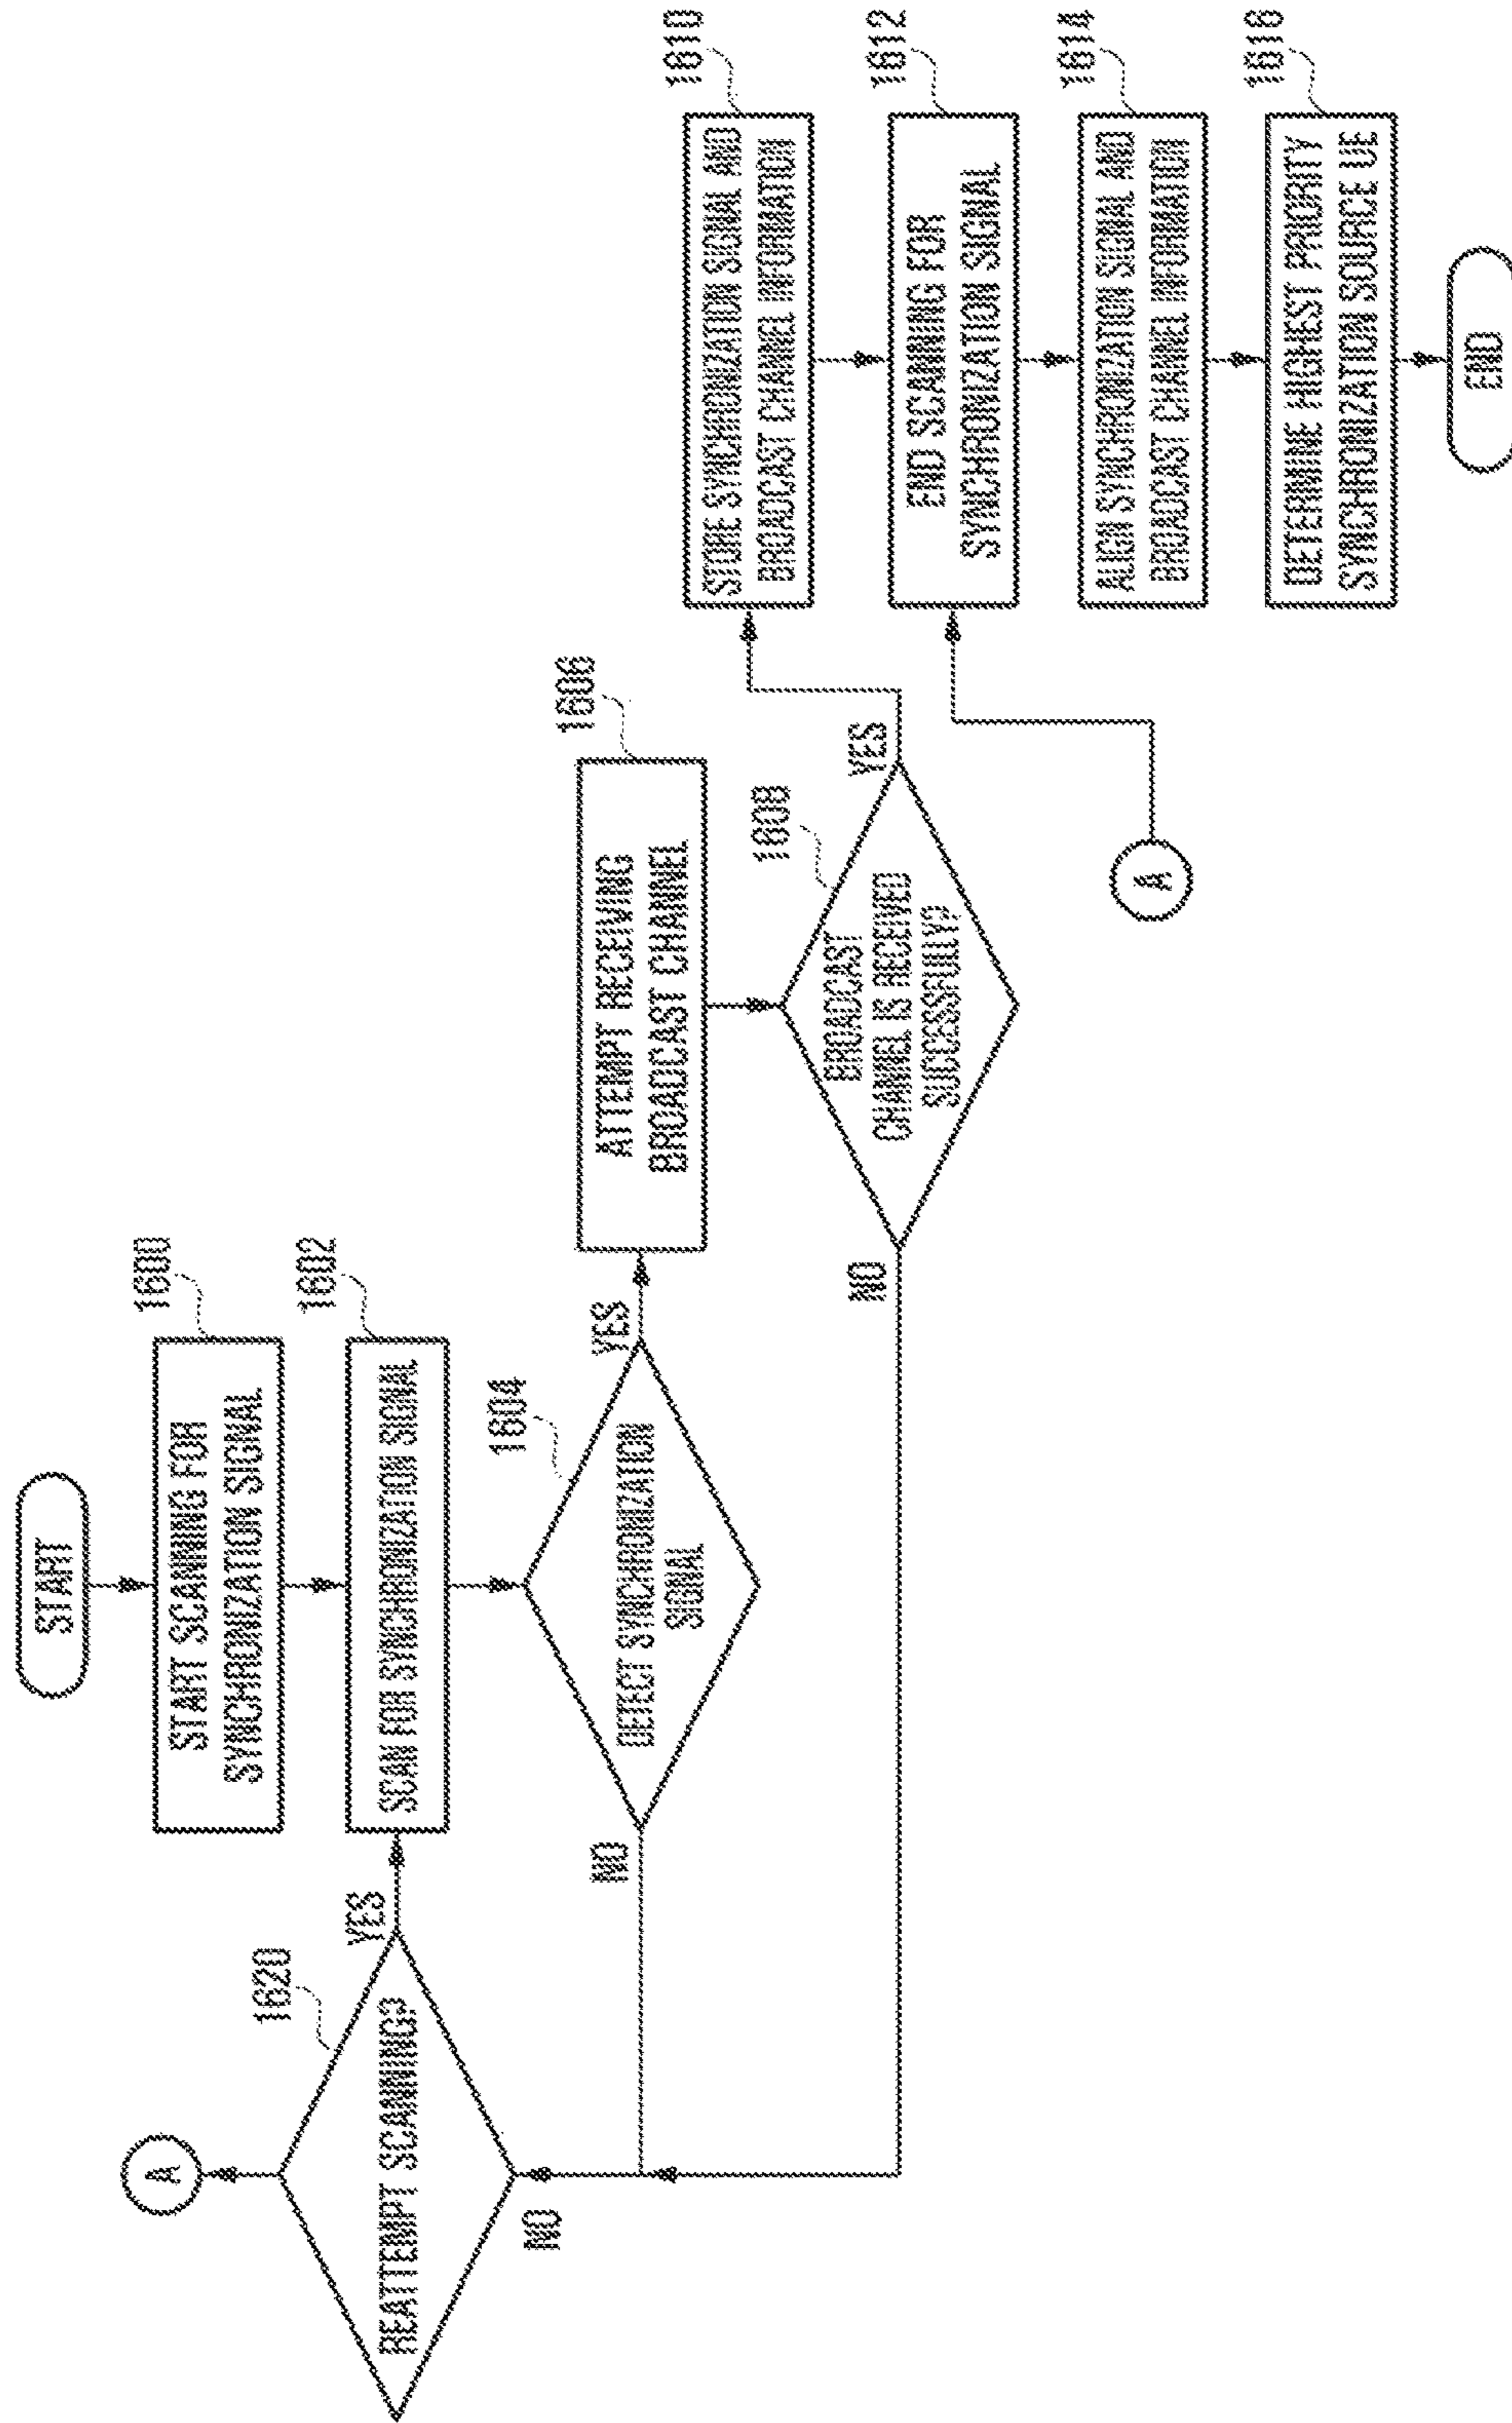 START
1600
START SCANNING FOR
SYNCHRONIZATION SIGNAL
1602
SCAN FOR SYNCHRONIZATION SIGNAL
1604
DETECT SYNCHRONIZATION
SIGNAL
YES
NO
1620
REATTEMPT SCANNING?
YES
NO
A
1606
ATTEMPT RECEIVING
BROADCAST CHANNEL
1608
BROADCAST
CHANNEL IS RECEIVED
SUCCESSFULLY?
YES
NO
A
1610
STORE SYNCHRONIZATION SIGNAL AND
BROADCAST CHANNEL INFORMATION
1612
END SCANNING FOR
SYNCHRONIZATION SIGNAL
1614
ALIGN SYNCHRONIZATION SIGNAL AND
BROADCAST CHANNEL INFORMATION
1616
DETERMINE HIGHEST PRIORITY
SYNCHRONIZATION SOURCE UE
END